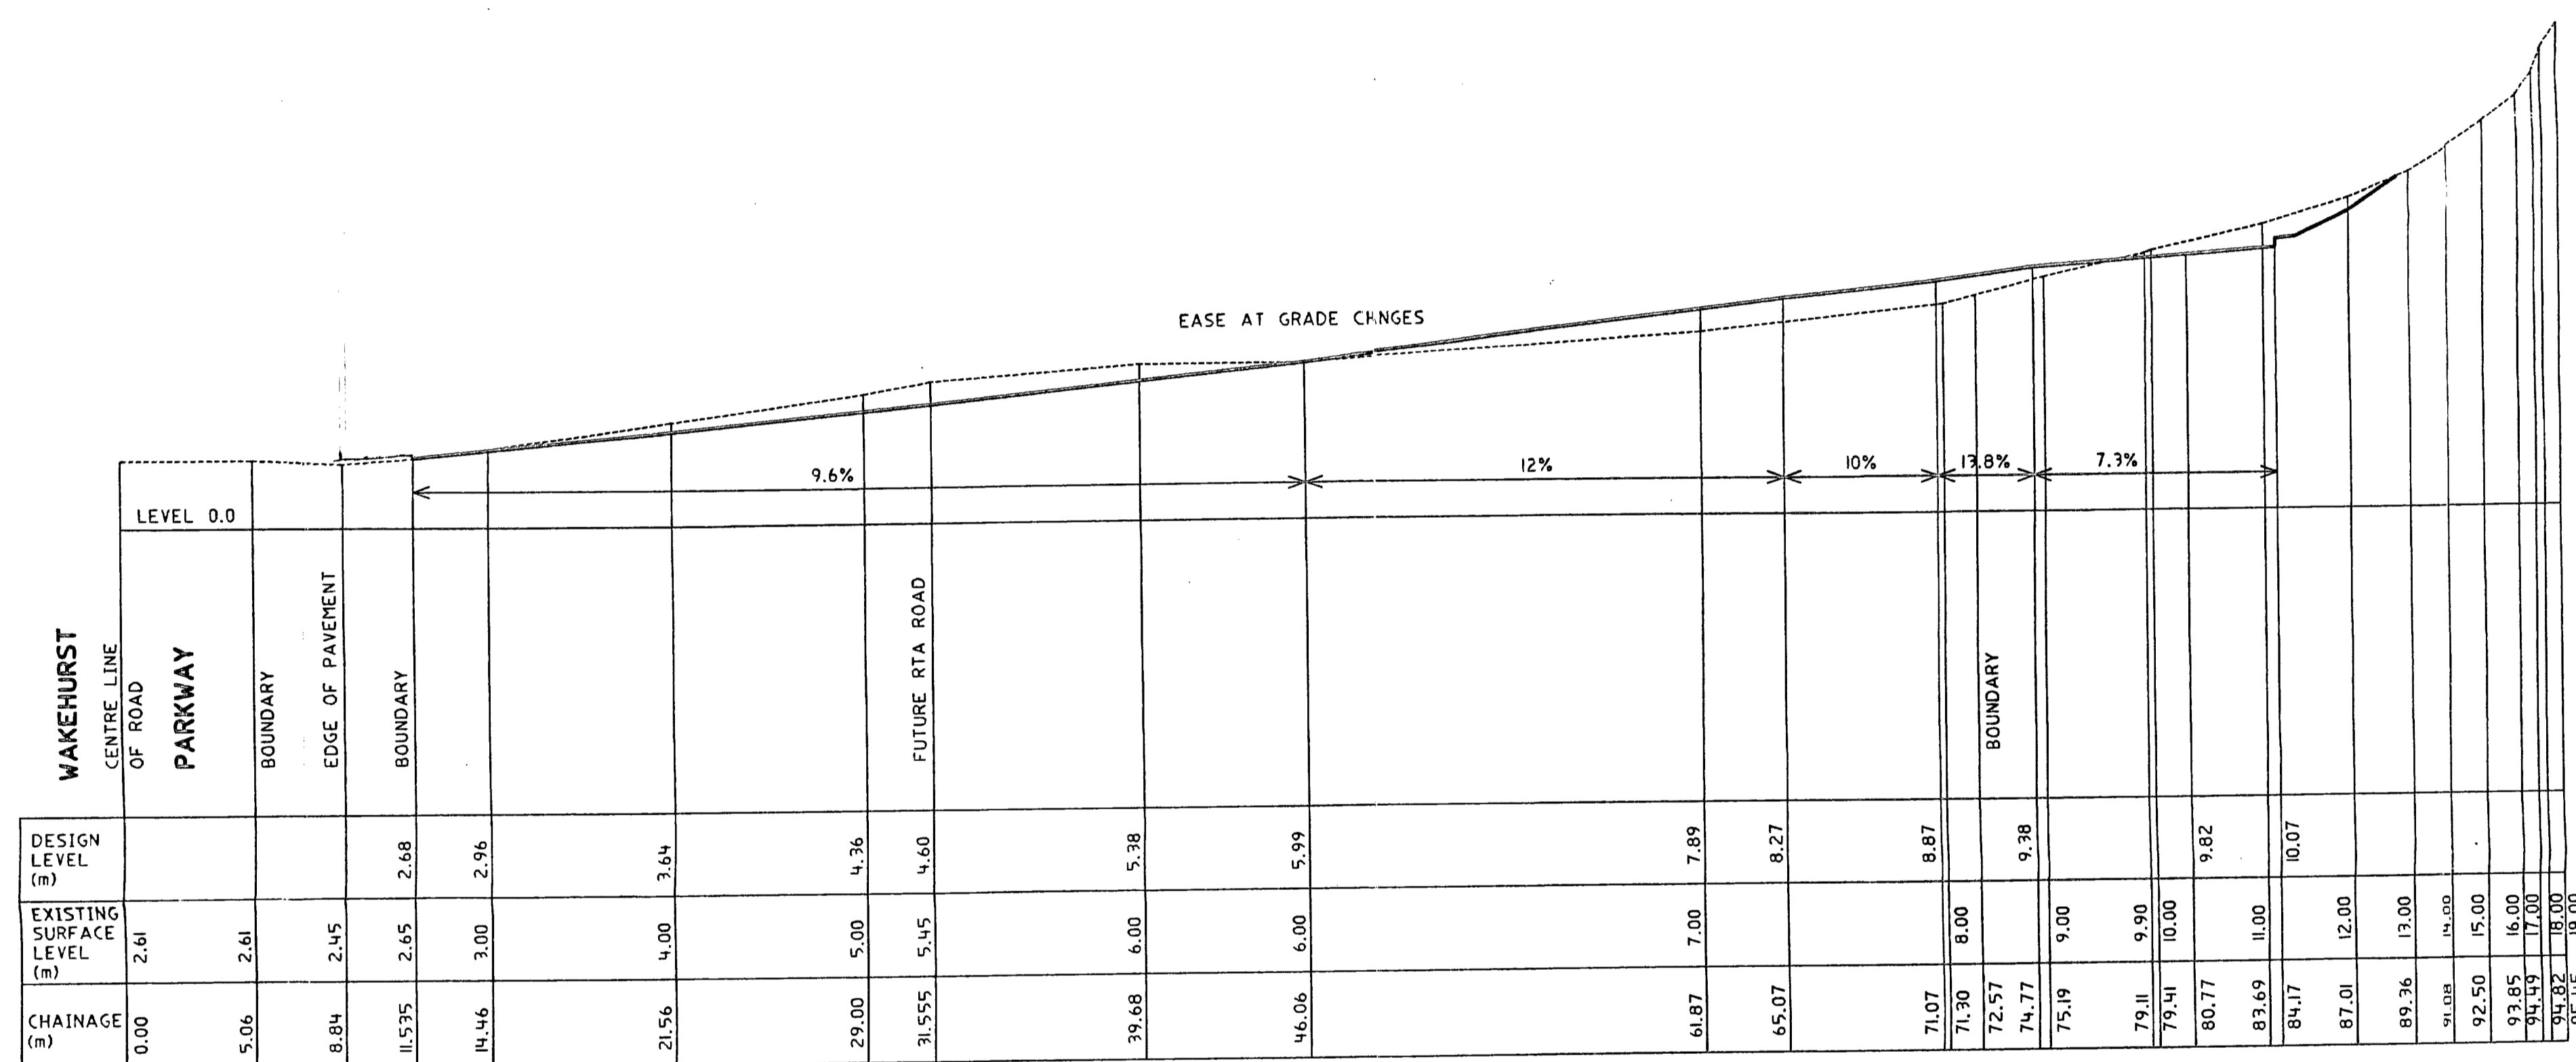 EASE AT GRADE CHNGES
9.6%
12%
10%
13.8%
7.3%
LEVEL 0.0
WAKEHURST
CENTRE LINE
OF ROAD
PARKWAY
BOUNDARY
EDGE OF PAVEMENT
BOUNDARY
FUTURE RTA ROAD
BOUNDARY
DESIGN
LEVEL
(m)
2.68 2.96 3.64 4.36 4.60 5.38 5.99 7.89 8.27 8.87 9.38 9.82 10.07
EXISTING
SURFACE
LEVEL
(m)
2.61 2.61 2.45 2.65 3.00 4.00 5.00 5.45 6.00 6.00 7.00 8.00 9.00 9.90 10.00 11.00 12.00 13.00 14.00 15.00 16.00 17.00 18.00 19.00
CHAINAGE
(m)
0.00 5.06 8.84 11.535 14.46 21.56 29.00 31.555 39.68 46.06 61.87 65.07 71.07 71.30 72.57 74.77 75.19 79.11 79.41 80.77 83.69 84.17 87.01 89.36 91.08 92.50 93.85 94.49 94.82